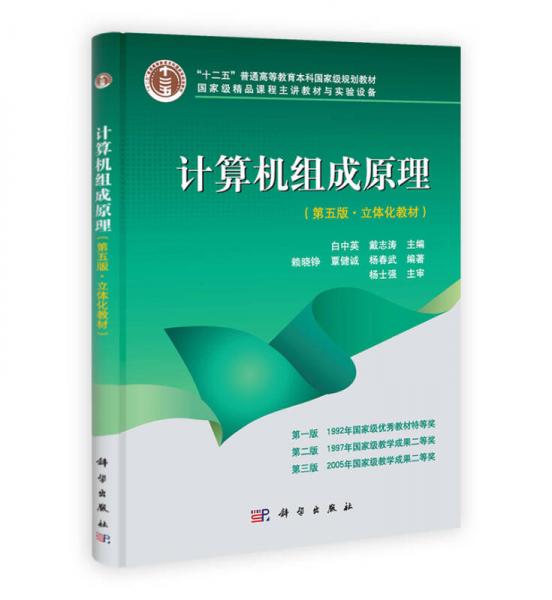 计算机组成原理
(第五版·立体化教材)
科学出版社
“十二五”普通高等教育本科国家级规划教材
国家级精品课程主讲教材与实验设备
计算机组成原理
(第五版·立体化教材)
白中英 戴志涛 主编
赖晓铮 覃健诚 杨春武 编著
杨士强 主审
第一版 1992年国家级优秀教材特等奖
第二版 1997年国家级教学成果二等奖
第三版 2005年国家级教学成果二等奖
SP 科学出版社